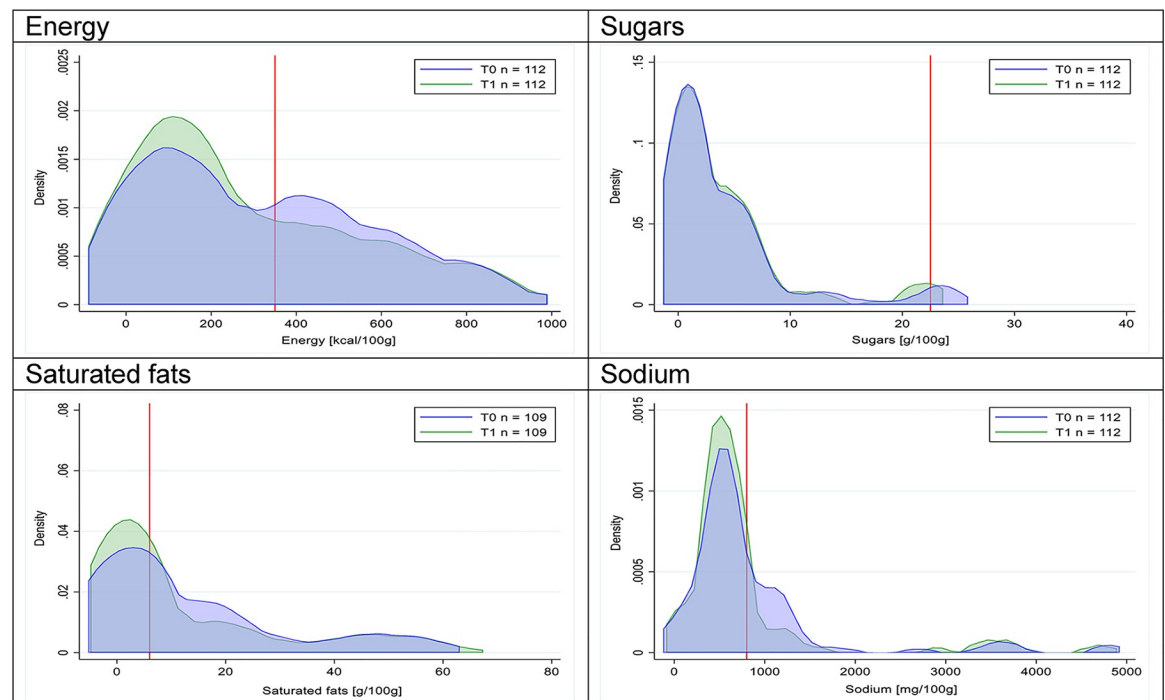 Energy
Sugars
T0 n = 112
T1 n = 112
Density
0
.0005
.001
.0015
.002
.0025
0
200
400
600
800
1000
Energy [kcal/100g]
T0 n = 112
T1 n = 112
Density
0
.05
.1
.15
0
10
20
30
40
Sugars [g/100g]
Saturated fats
Sodium
T0 n = 109
T1 n = 109
Density
0
.02
.04
.06
.08
0
20
40
60
80
Saturated fats [g/100g]
T0 n = 112
T1 n = 112
Density
0
.0005
.001
.0015
0
1000
2000
3000
4000
5000
Sodium [mg/100g]